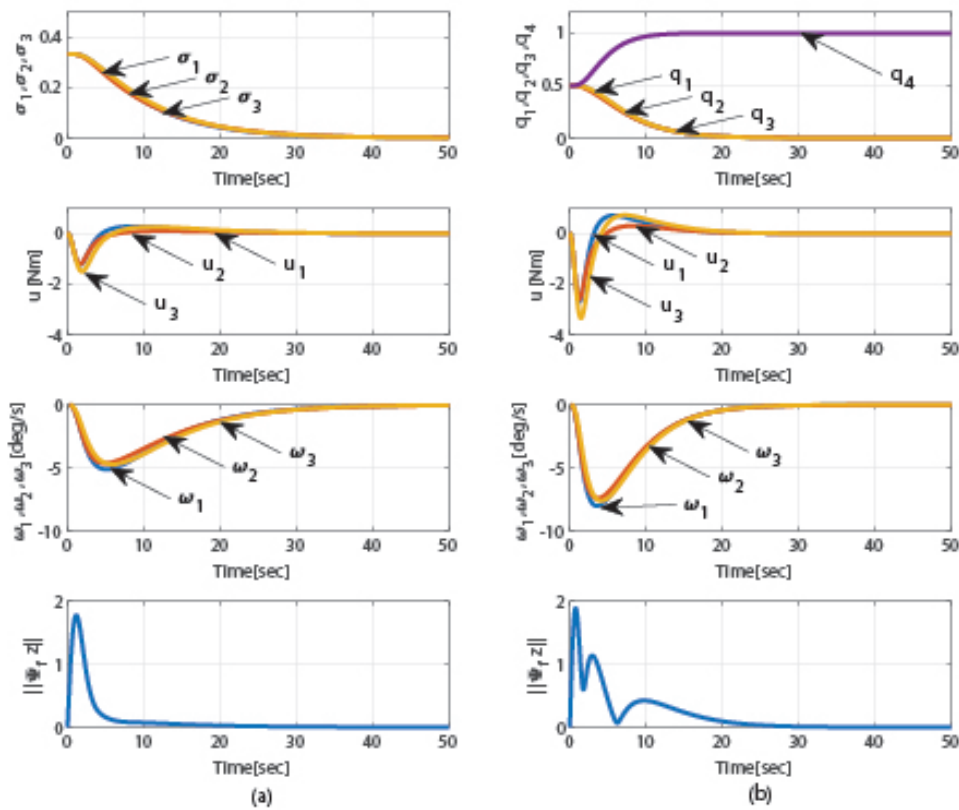 σ₁,σ₂,σ₃
0.4
0.2
0
σ₁
σ₂
σ₃
0 10 20 30 40 50
Time[sec]
q₁,q₂,q₃,q₄
1
0.5
0
q₁
q₂
q₃
q₄
0 10 20 30 40 50
Time[sec]
u [Nm]
0
-2
-4
u₂
u₁
u₃
0 10 20 30 40 50
Time[sec]
u [Nm]
0
-2
-4
u₁
u₂
u₃
0 10 20 30 40 50
Time[sec]
ω₁,ω₂,ω₃[deg/s]
0
-5
-10
ω₃
ω₂
ω₁
0 10 20 30 40 50
Time[sec]
ω₁,ω₂,ω₃[deg/s]
0
-5
-10
ω₃
ω₂
ω₁
0 10 20 30 40 50
Time[sec]
||Ψ_f z||
2
1
0
0 10 20 30 40 50
Time[sec]
(a)
||Ψ_f z||
2
1
0
0 10 20 30 40 50
Time[sec]
(b)